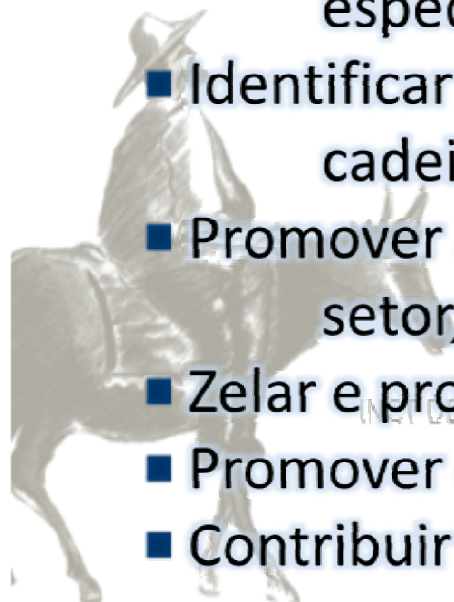 espec
■ Identificar
cadei
■ Promover
setor,
■ Zelar e pro
■ Promover
■ Contribuir